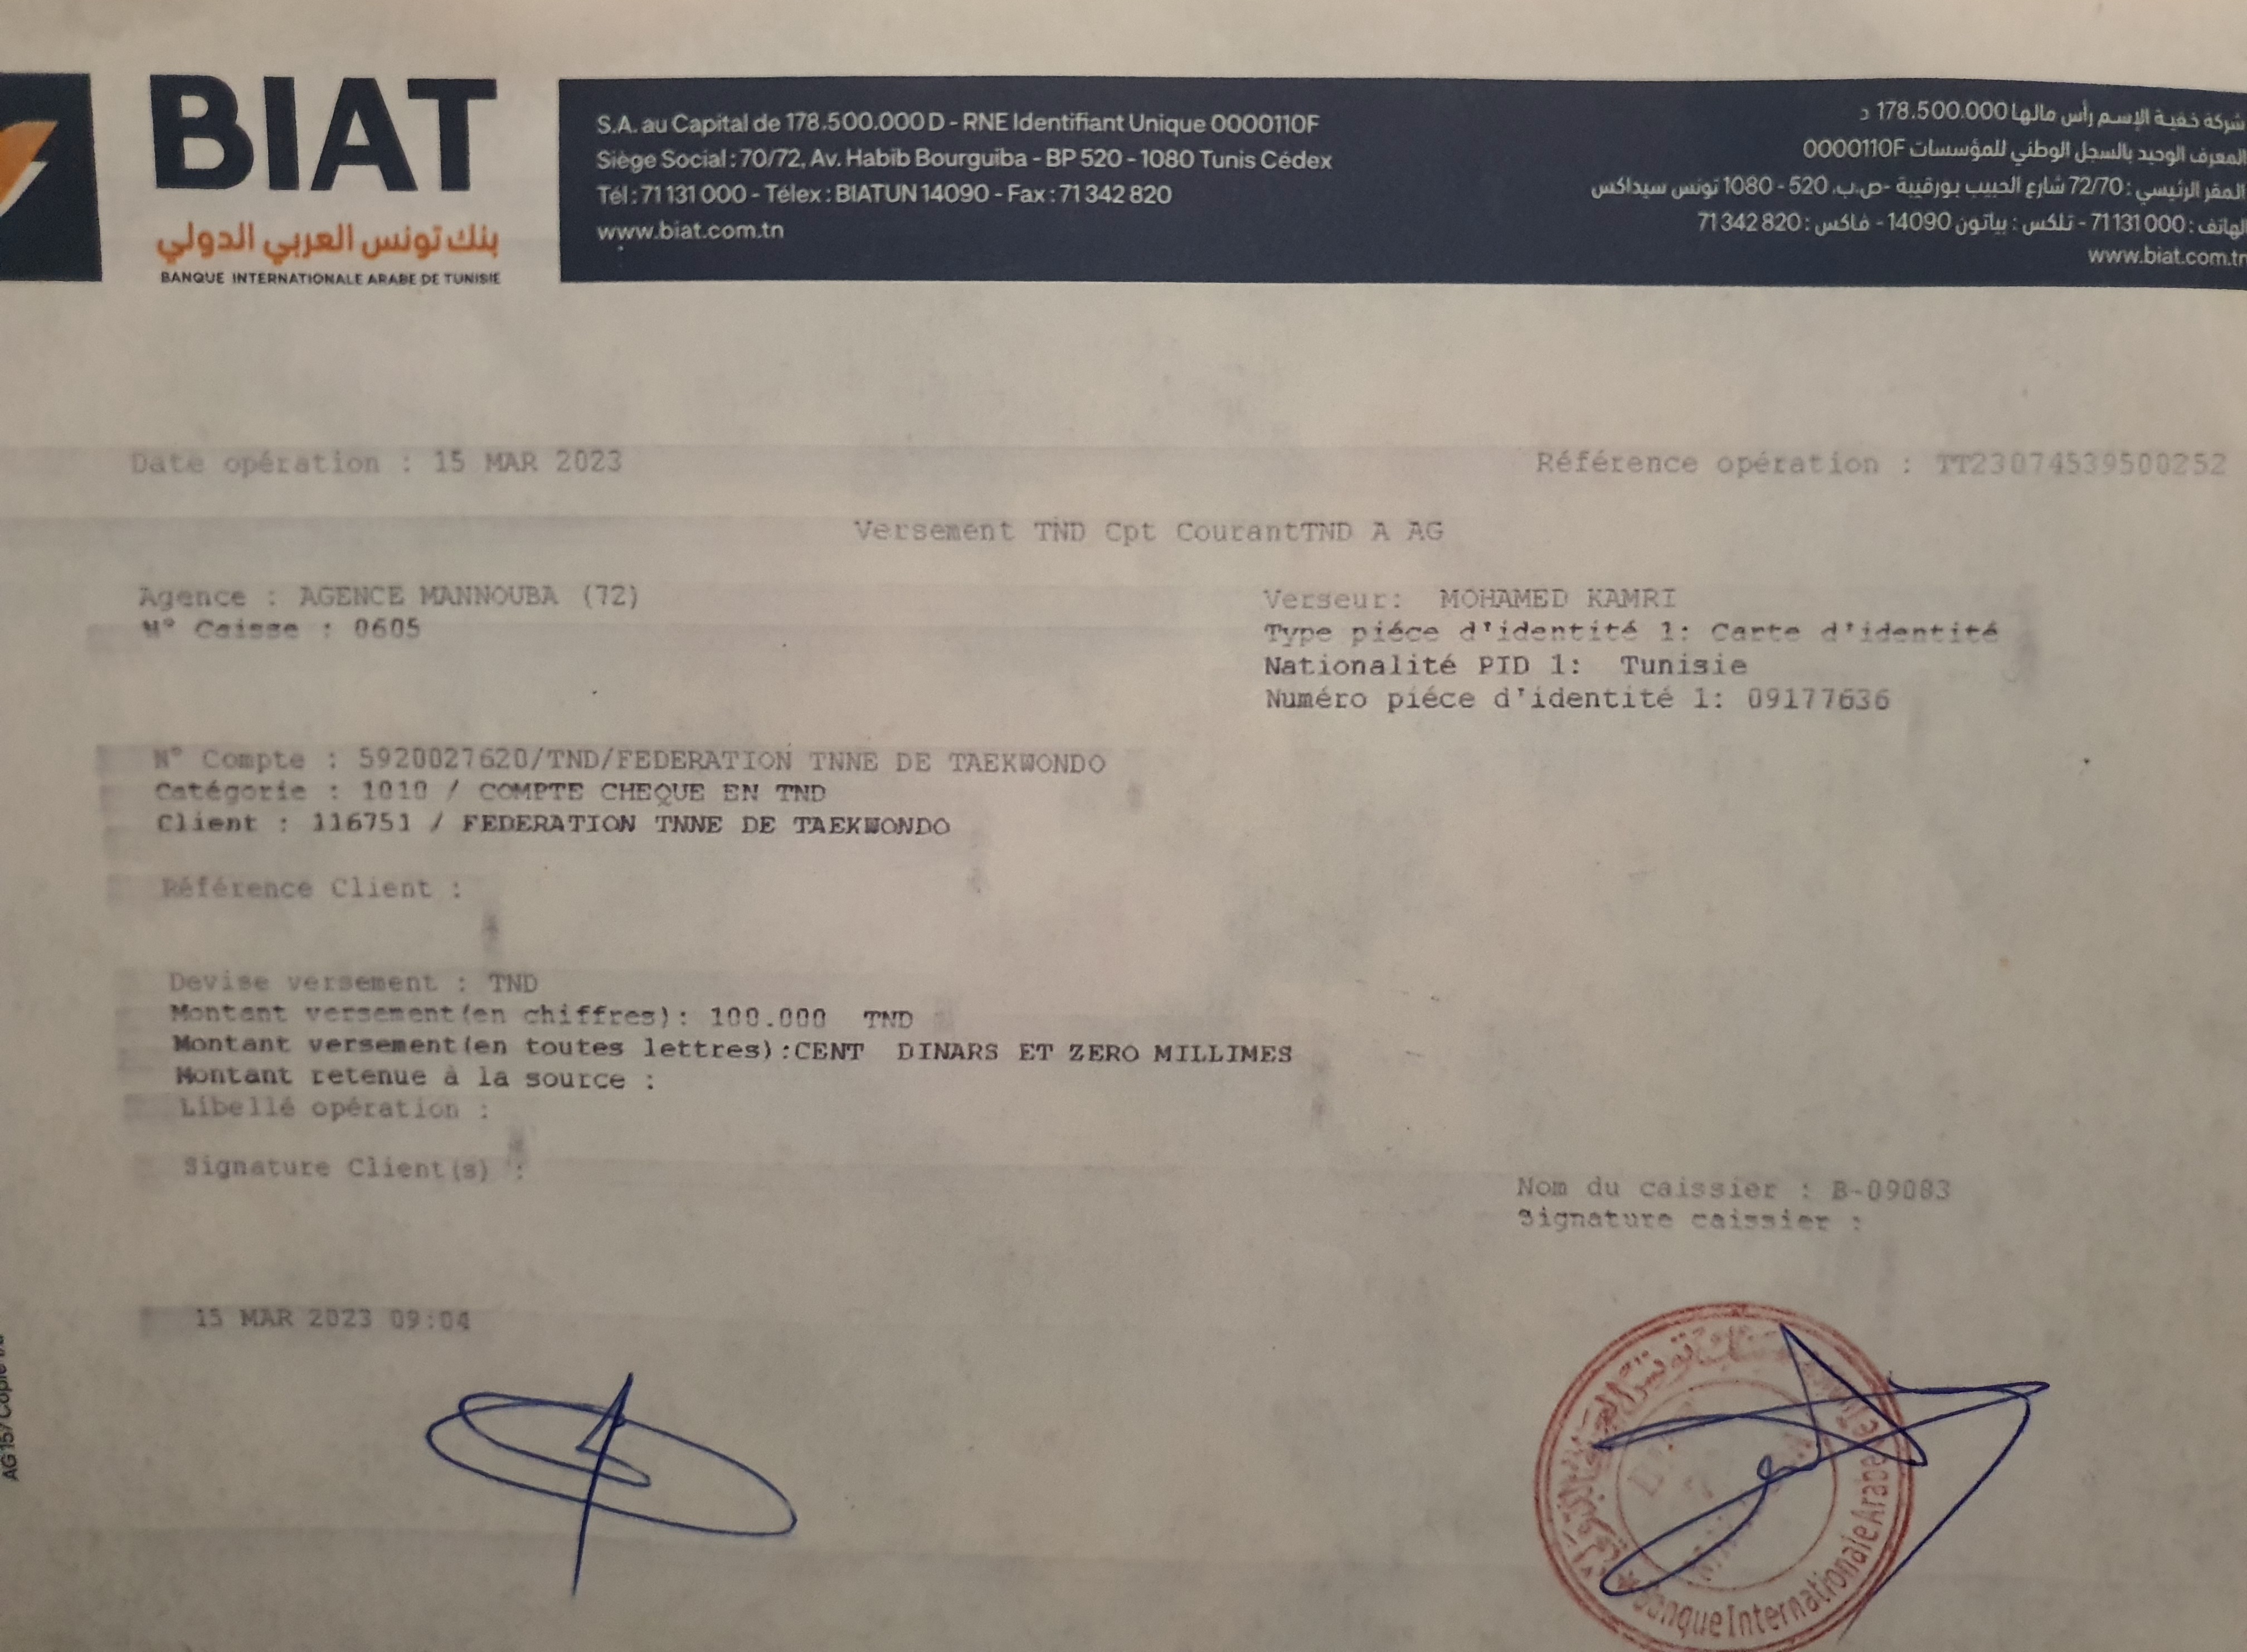 BIAT
بنك تونس العربي الدولي
BANQUE INTERNATIONALE ARABE DE TUNISIE
S.A. au Capital de 178.500.000 D - RNE Identifiant Unique 0000110F
Siège Social : 70/72, Av. Habib Bourguiba - BP 520 - 1080 Tunis Cédex
Tél : 71 131 000 - Télex : BIATUN 14090 - Fax : 71 342 820
www.biat.com.tn
شركة خفية الإسم رأس مالها 178.500.000 د
المعرف الوحيد بالسجل الوطني للمؤسسات 0000110F
المقر الرئيسي : 72/70 شارع الحبيب بورقيبة -ص.ب. 520 - 1080 تونس سيداكس
الهاتف : 71 131 000 - تلكس : بياتون 14090 - فاكس : 71 342 820
www.biat.com.tn
Date opération : 15 MAR 2023
Référence opération : TT23074539500252
Versement TND Cpt CourantTND A AG
Agence : AGENCE MANNOUBA (72)
N° Caisse : 0605
Verseur: MOHAMED KAMRI
Type piéce d'identité 1: Carte d'identité
Nationalité PID 1: Tunisie
Numéro piéce d'identité 1: 09177636
N° Compte : 5920027620/TND/FEDERATION TNNE DE TAEKWONDO
Catégorie : 1010 / COMPTE CHEQUE EN TND
Client : 116751 / FEDERATION TNNE DE TAEKWONDO
Référence Client :
Devise versement : TND
Montant versement(en chiffres): 100.000 TND
Montant versement(en toutes lettres):CENT DINARS ET ZERO MILLIMES
Montant retenue à la source :
Libellé opération :
Signature Client(s) :
Nom du caissier : B-09083
Signature caissier :
15 MAR 2023 09:04
AG157 Copie
Banque Internationale Arabe